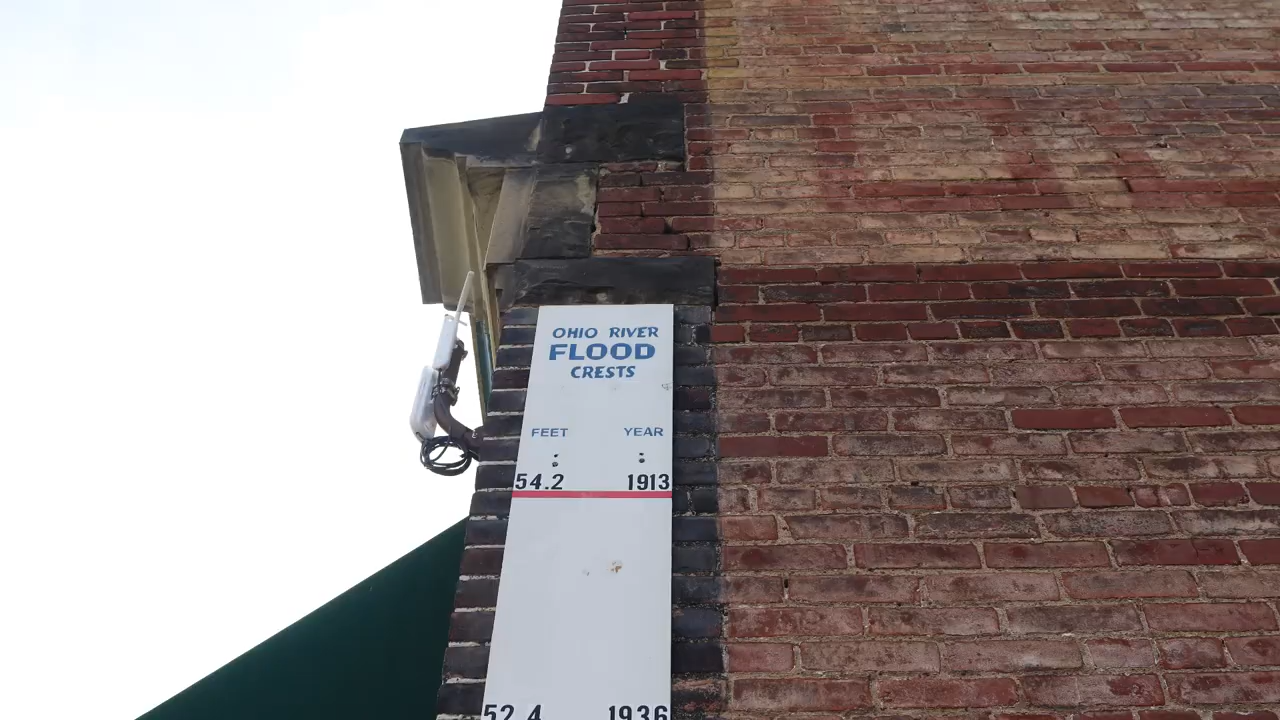 OHIO RIVER
FLOOD
CRESTS
FEET YEAR
54.2 1913
52.4 1936